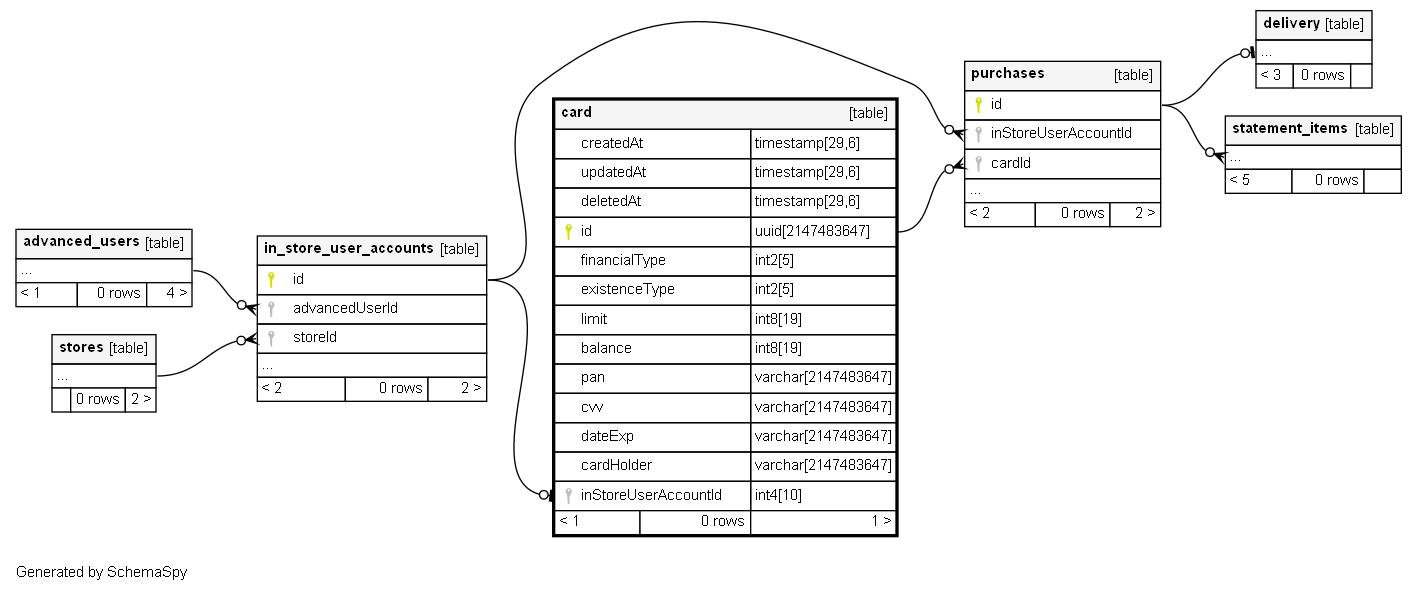 delivery [table]
...
< 3 0 rows
purchases [table]
id
inStoreUserAccountId
cardId
...
< 2 0 rows 2 >
statement_items [table]
...
< 5 0 rows
card [table]
createdAt timestamp[29,6]
updatedAt timestamp[29,6]
deletedAt timestamp[29,6]
id uuid[2147483647]
financialType int2[5]
existenceType int2[5]
limit int8[19]
balance int8[19]
pan varchar[2147483647]
cvv varchar[2147483647]
dateExp varchar[2147483647]
cardHolder varchar[2147483647]
inStoreUserAccountId int4[10]
< 1 0 rows 1 >
advanced_users [table]
...
< 1 0 rows 4 >
in_store_user_accounts [table]
id
advancedUserId
storeId
...
< 2 0 rows 2 >
stores [table]
...
0 rows 2 >
Generated by SchemaSpy